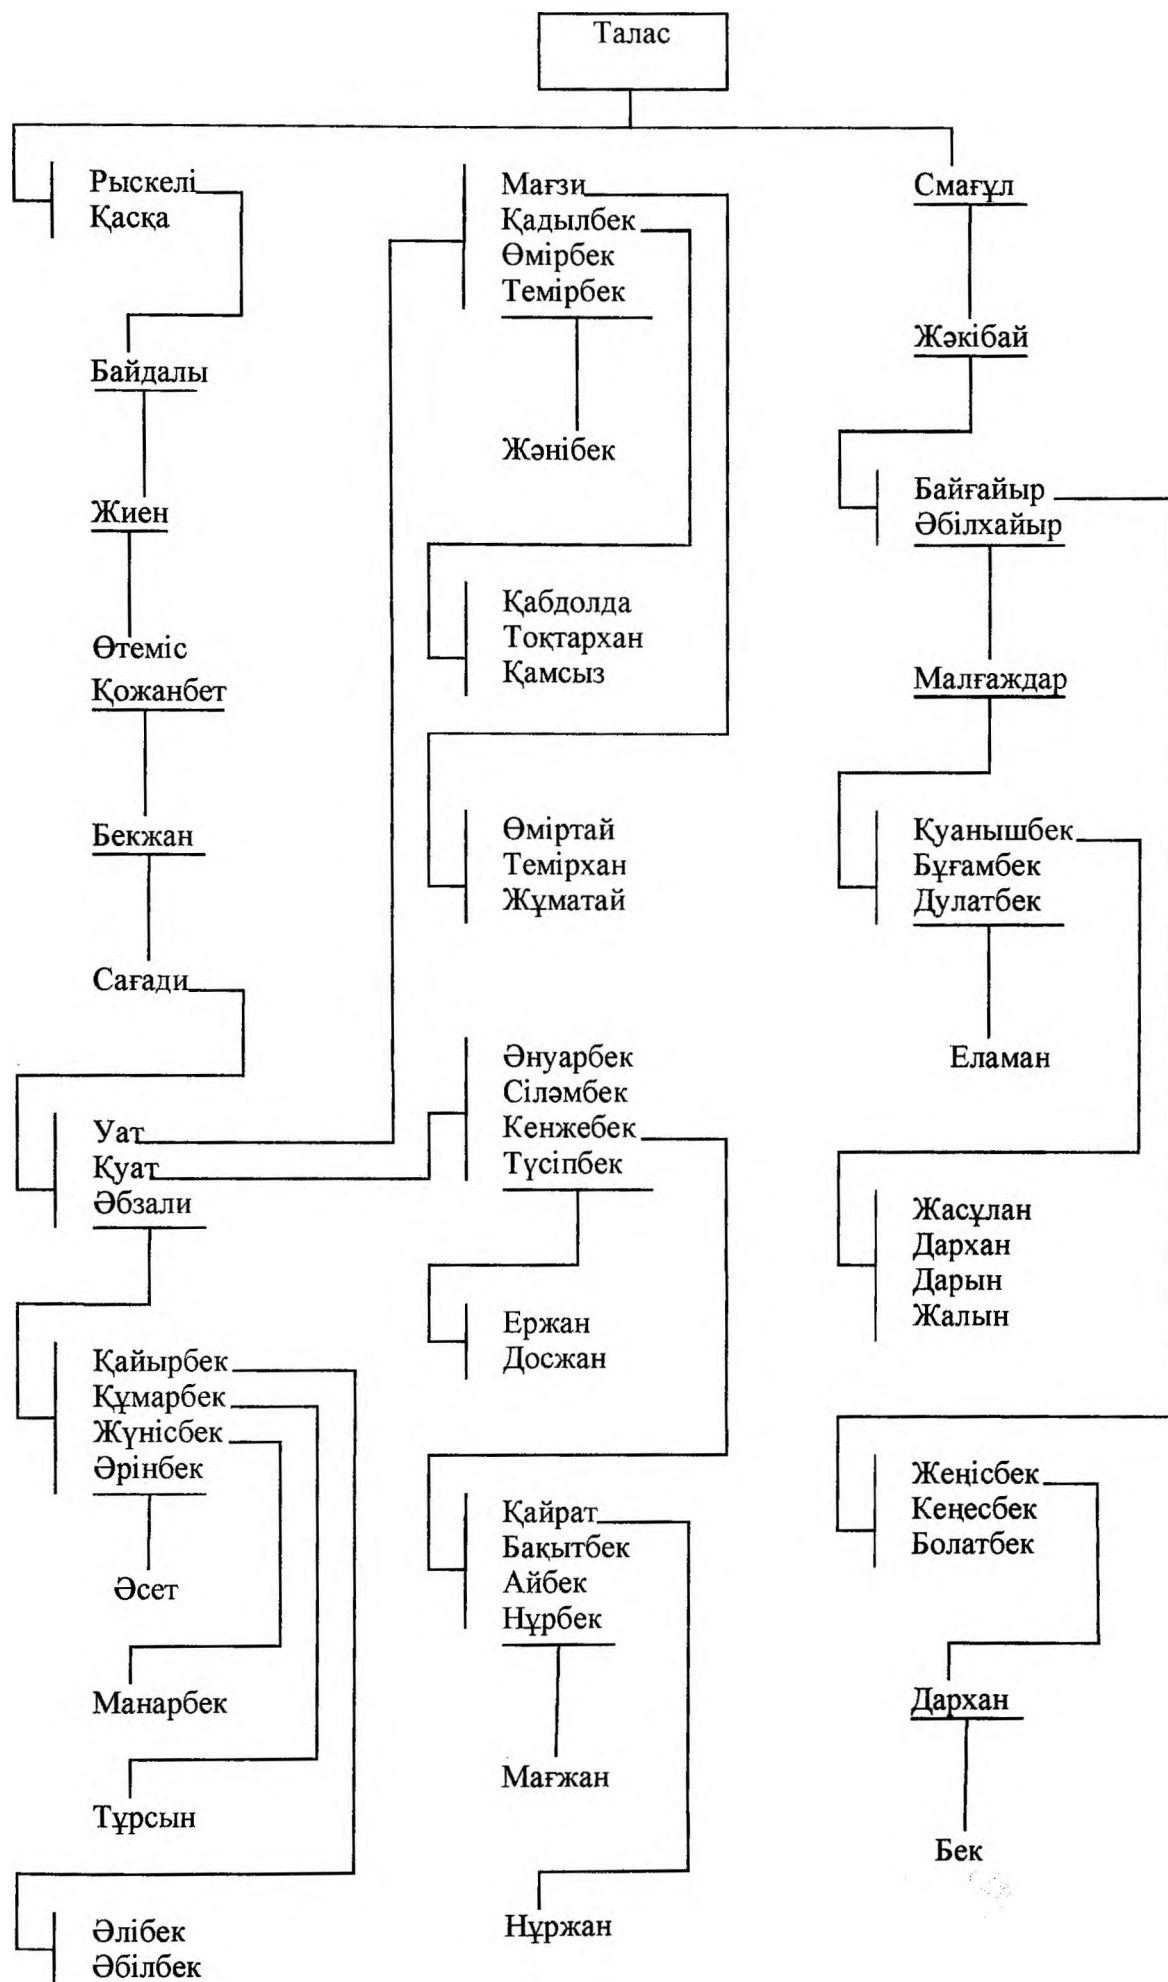 Талас
Рыскелі
Қасқа
Байдалы
Жиен
Өтеміс
Қожанбет
Бекжан
Сағади
Уат
Қуат
Әбзали
Қайырбек
Құмарбек
Жүнісбек
Әрінбек
Әсет
Манарбек
Тұрсын
Әлібек
Әбілбек
Мағзи
Қадылбек
Өмірбек
Темірбек
Жәнібек
Қабдолда
Тоқтархан
Қамсыз
Өміртай
Темірхан
Жұматай
Әнуарбек
Сіләмбек
Кенжебек
Түсіпбек
Ержан
Досжан
Қайрат
Бақытбек
Айбек
Нұрбек
Мағжан
Нұржан
Смағұл
Жәкібай
Байғайыр
Әбілхайыр
Малғаждар
Қуанышбек
Бұғамбек
Дулатбек
Еламан
Жасұлан
Дархан
Дарын
Жалын
Жеңісбек
Кеңесбек
Болатбек
Дархан
Бек